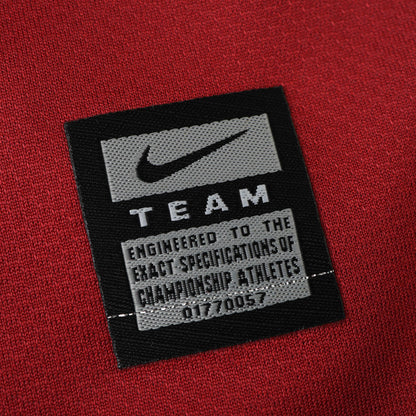 TEAM
ENGINEERED TO THE
EXACT SPECIFICATIONS OF
CHAMPIONSHIP ATHLETES
01770057